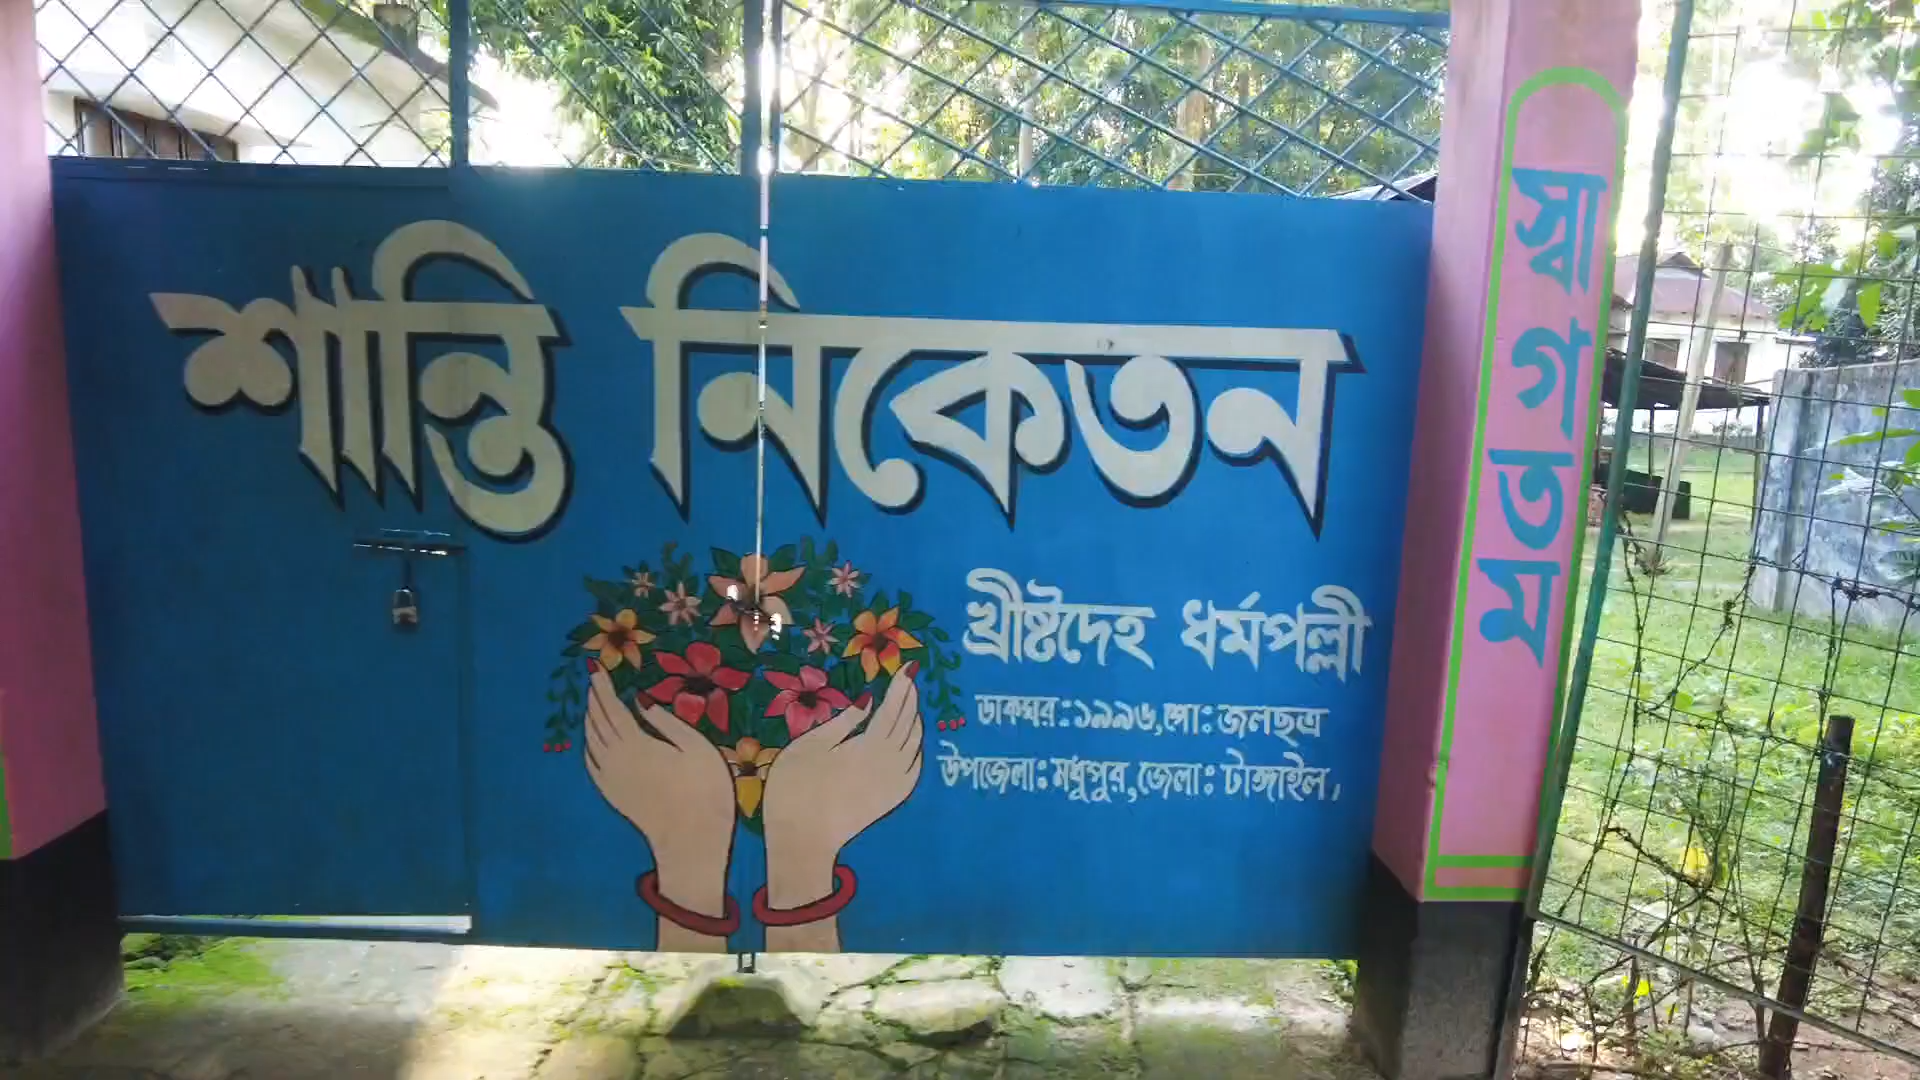 শান্তি নিকেতন
খ্রীষ্টদেহ ধর্মপল্লী
ডাকঘর:১৯৯৬,পো: জলছত্র
উপজেলা: মধুপুর,জেলা: টাঙ্গাইল,
স্বাগতম